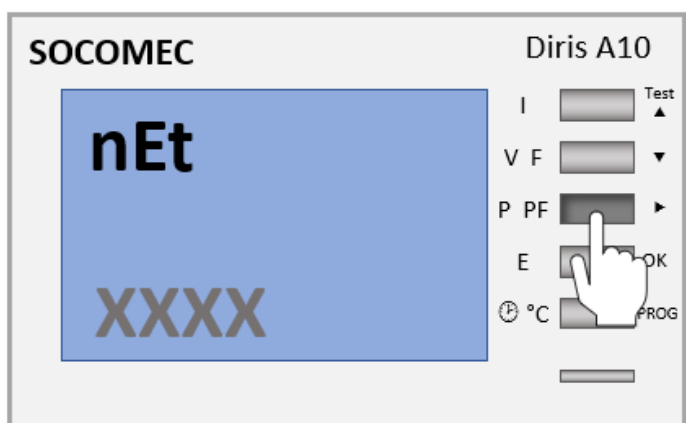 SOCOMEC
Diris A10
nEt
XXXX
I
Test
▲
V F
▼
P PF
►
E
OK
°C
PROG